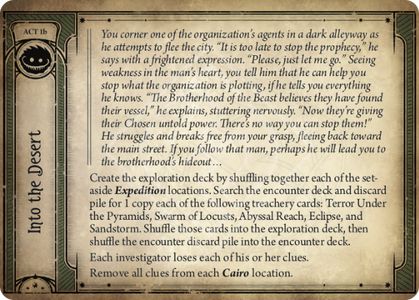 ACT 1b
Into the Desert
You corner one of the organization's agents in a dark alleyway as
he attempts to flee the city. "It is too late to stop the prophecy," he
says with a frightened expression. "Please, just let me go." Seeing
weakness in the man's heart, you tell him that he can help you
stop what the organization is plotting, if he tells you everything
he knows. "The Brotherhood of the Beast believes they have found
their vessel," he explains, stuttering nervously. "Now they're giving
their Chosen untold power. There's no way you can stop them!"
He struggles and breaks free from your grasp, fleeing back toward
the main street. If you follow that man, perhaps he will lead you to
the brotherhood's hideout…
Create the exploration deck by shuffling together each of the set-
aside Expedition locations. Search the encounter deck and discard
pile for 1 copy each of the following treachery cards: Terror Under
the Pyramids, Swarm of Locusts, Abyssal Reach, Eclipse, and
Sandstorm. Shuffle those cards into the exploration deck, then
shuffle the encounter discard pile into the encounter deck.
Each investigator loses each of his or her clues.
Remove all clues from each Cairo location.